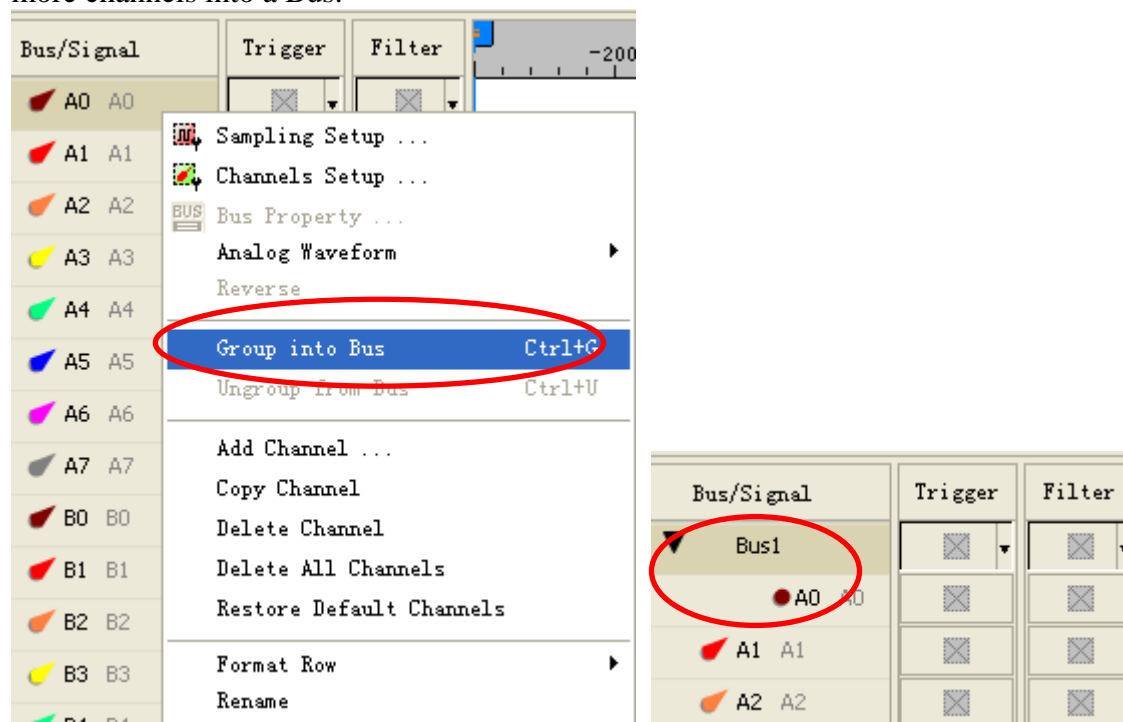 more channels into a Bus.
Bus/Signal Trigger Filter -200
A0 A0
A1 A1
A2 A2
A3 A3
A4 A4
A5 A5
A6 A6
A7 A7
B0 B0
B1 B1
B2 B2
B3 B3
B4 B4
Sampling Setup ...
Channels Setup ...
BUS Bus Property ...
Analog Waveform
Reverse
Group into Bus Ctrl+G
Ungroup from Bus Ctrl+U
Add Channel ...
Copy Channel
Delete Channel
Delete All Channels
Restore Default Channels
Format Row
Rename
Bus/Signal Trigger Filter
Bus1
A0 A0
A1 A1
A2 A2